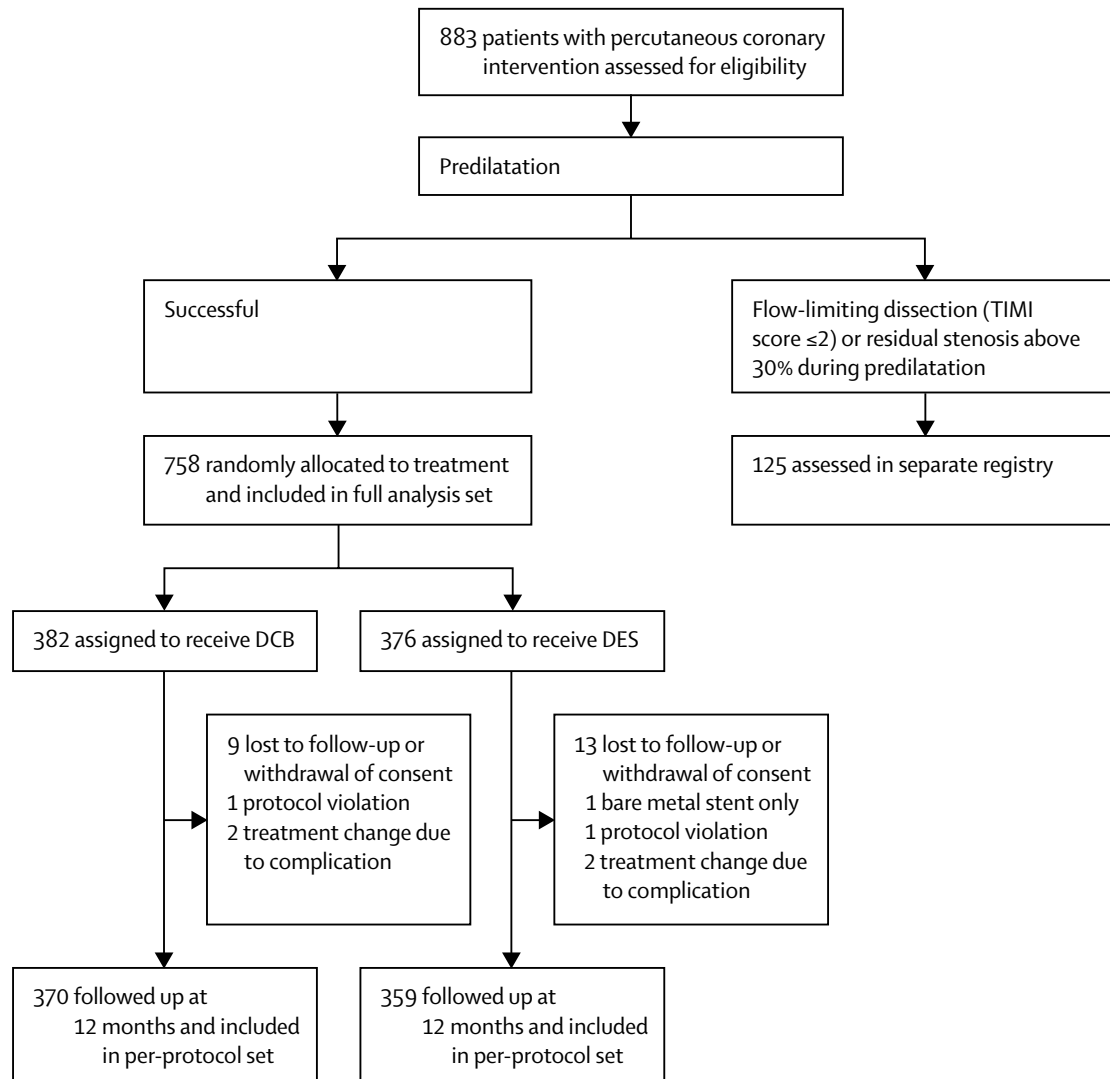 883 patients with percutaneous coronary
intervention assessed for eligibility
Predilatation
Successful
Flow-limiting dissection (TIMI
score ≤2) or residual stenosis above
30% during predilatation
758 randomly allocated to treatment
and included in full analysis set
125 assessed in separate registry
382 assigned to receive DCB
376 assigned to receive DES
9 lost to follow-up or
withdrawal of consent
1 protocol violation
2 treatment change due
to complication
13 lost to follow-up or
withdrawal of consent
1 bare metal stent only
1 protocol violation
2 treatment change due
to complication
370 followed up at
12 months and included
in per-protocol set
359 followed up at
12 months and included
in per-protocol set